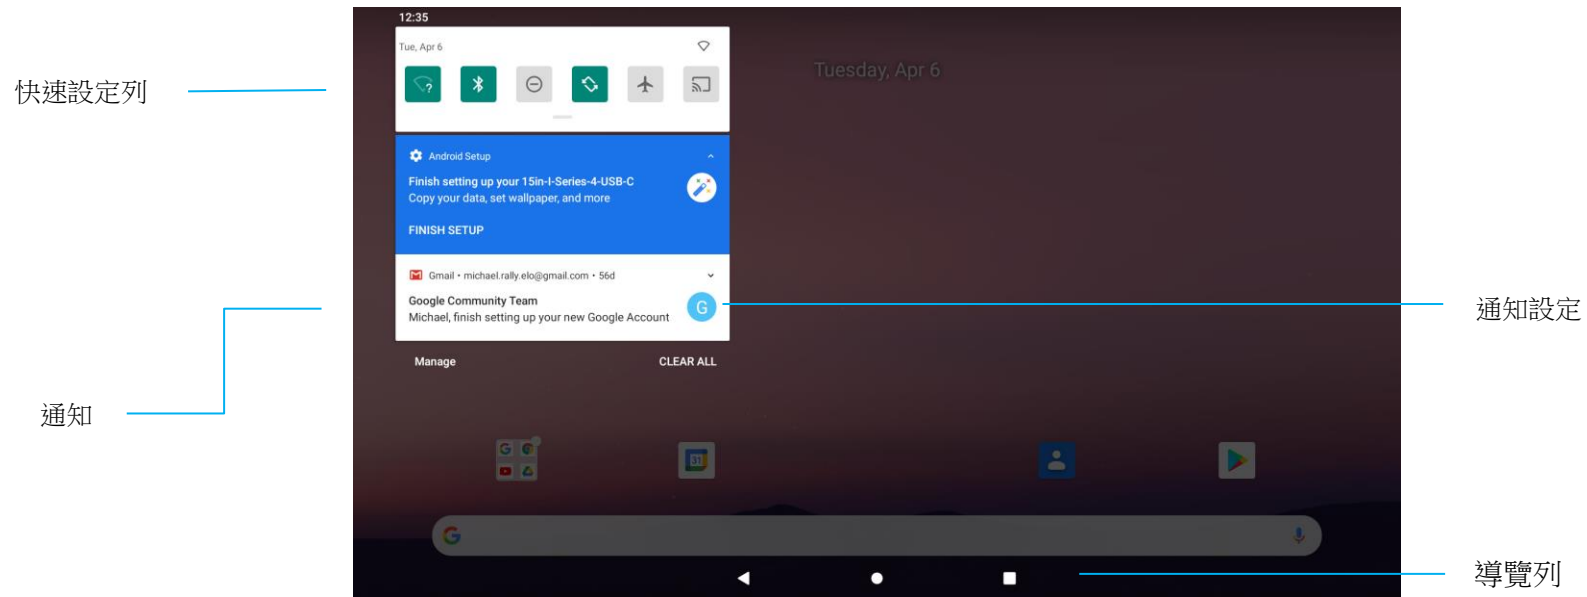 12:35
Tue, Apr 6
Tuesday, Apr 6
快速設定列
Android Setup
Finish setting up your 15in-I-Series-4-USB-C
Copy your data, set wallpaper, and more
FINISH SETUP
Gmail • michael.rally.elo@gmail.com • 56d
Google Community Team
Michael, finish setting up your new Google Account
G
通知設定
Manage
CLEAR ALL
通知
31
導覽列